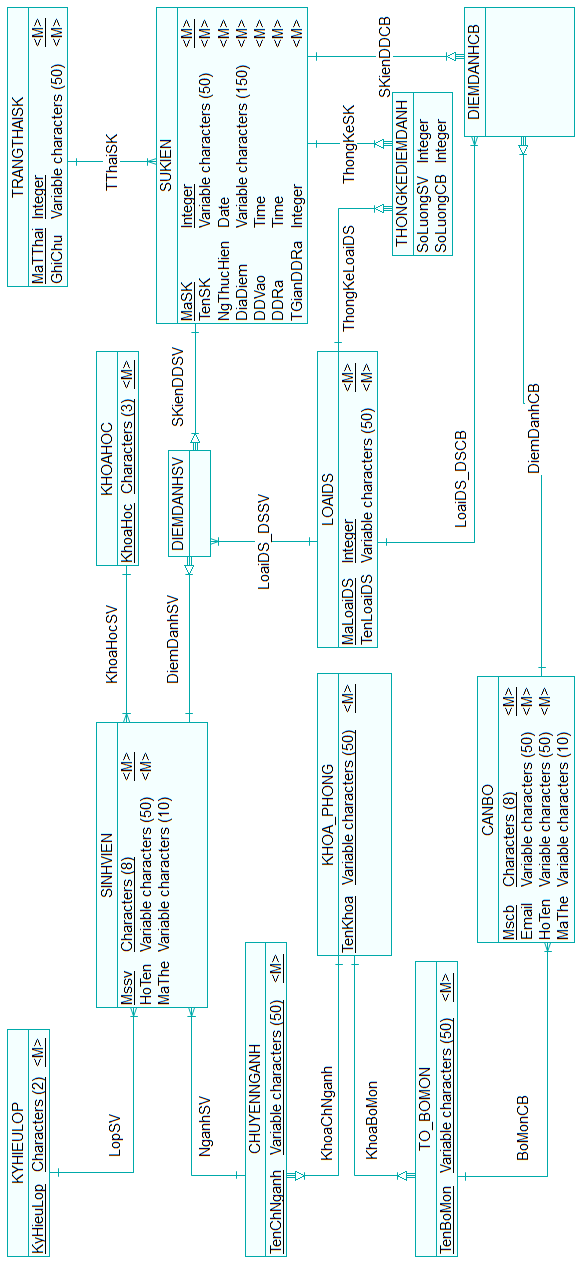 KYHIEULOP
KyHieuLop Characters (2) <M>
LopSV
SINHVIEN
Mssv Characters (8) <M>
HoTen Variable characters (50) <M>
MaThe Variable characters (10)
KhoaHocSV
KHOAHOC
KhoaHoc Characters (3) <M>
TRANGTHAISK
MaTThai Integer <M>
GhiChu Variable characters (50) <M>
TThaiSK
NganhSV
DiemDanhSV
DIEMDANHSV
SKienDDSV
SUKIEN
MaSK Integer <M>
TenSK Variable characters (50) <M>
NgThucHien Date <M>
DiaDiem Variable characters (150) <M>
DDVao Time <M>
DDRa Time <M>
TGianDDRa Integer <M>
CHUYENNGANH
TenChNganh Variable characters (50) <M>
KhoaChNganh
KHOA_PHONG
TenKhoa Variable characters (50) <M>
LoaiDS_DSSV
LOAIDS
MaLoaiDS Integer <M>
TenLoaiDS Variable characters (50) <M>
ThongKeLoaiDS
ThongKeSK
SKienDDCB
KhoaBoMon
THONGKEDIEMDANH
SoLuongSV Integer
SoLuongCB Integer
TO_BOMON
TenBoMon Variable characters (50) <M>
BoMonCB
CANBO
Mscb Characters (8) <M>
Email Variable characters (50) <M>
HoTen Variable characters (50) <M>
MaThe Variable characters (10)
LoaiDS_DSCB
DiemDanhCB
DIEMDANHCB